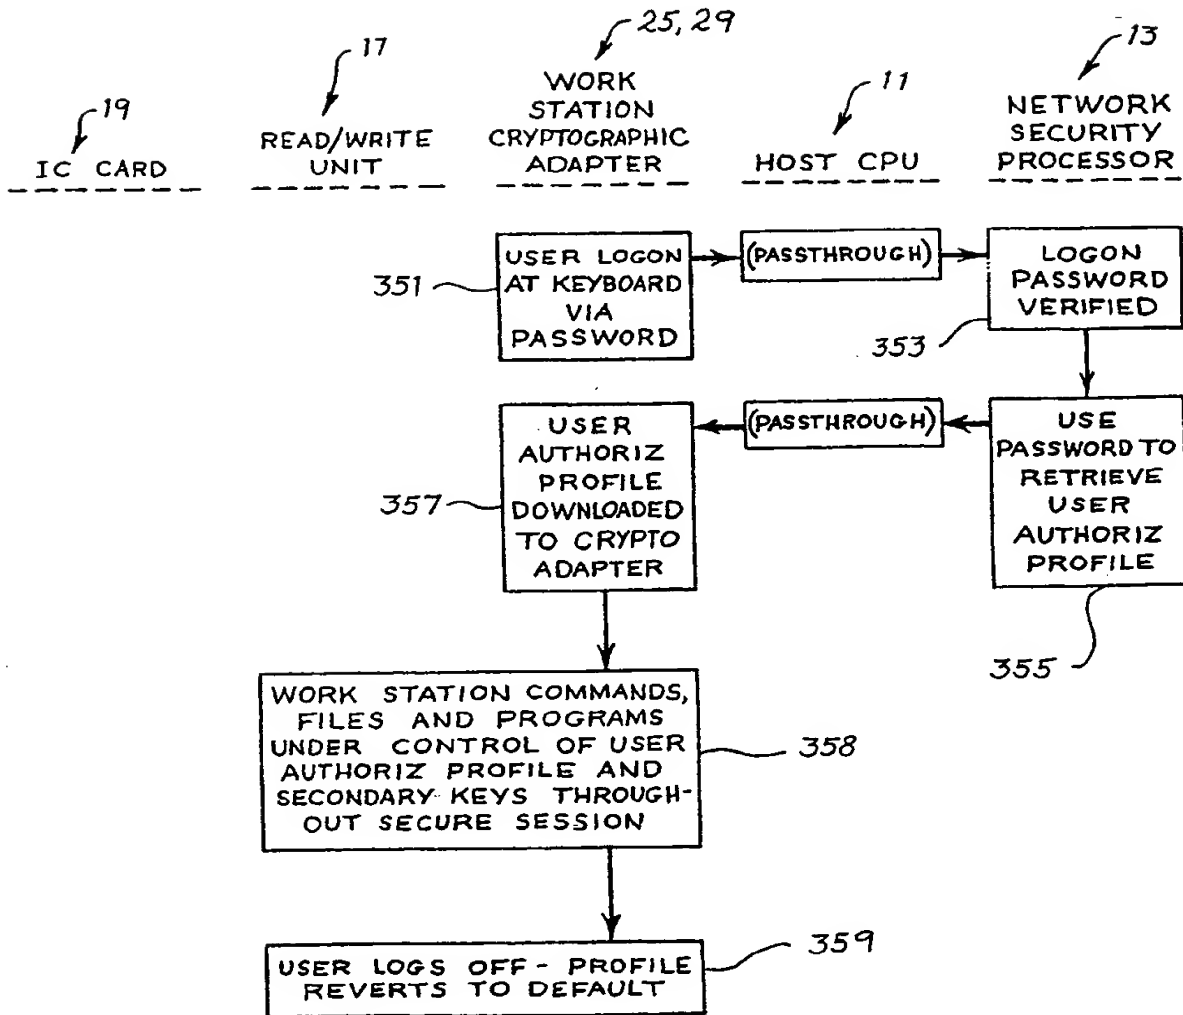 19
IC CARD
17
READ/WRITE
UNIT
25, 29
WORK
STATION
CRYPTOGRAPHIC
ADAPTER
11
HOST CPU
13
NETWORK
SECURITY
PROCESSOR
351
USER LOGON
AT KEYBOARD
VIA
PASSWORD
(PASSTHROUGH)
LOGON
PASSWORD
VERIFIED
353
357
USER
AUTHORIZ
PROFILE
DOWNLOADED
TO CRYPTO
ADAPTER
(PASSTHROUGH)
USE
PASSWORD TO
RETRIEVE
USER
AUTHORIZ
PROFILE
355
WORK STATION COMMANDS,
FILES AND PROGRAMS
UNDER CONTROL OF USER
AUTHORIZ PROFILE AND
SECONDARY KEYS THROUGH-
OUT SECURE SESSION
358
USER LOGS OFF - PROFILE
REVERTS TO DEFAULT
359